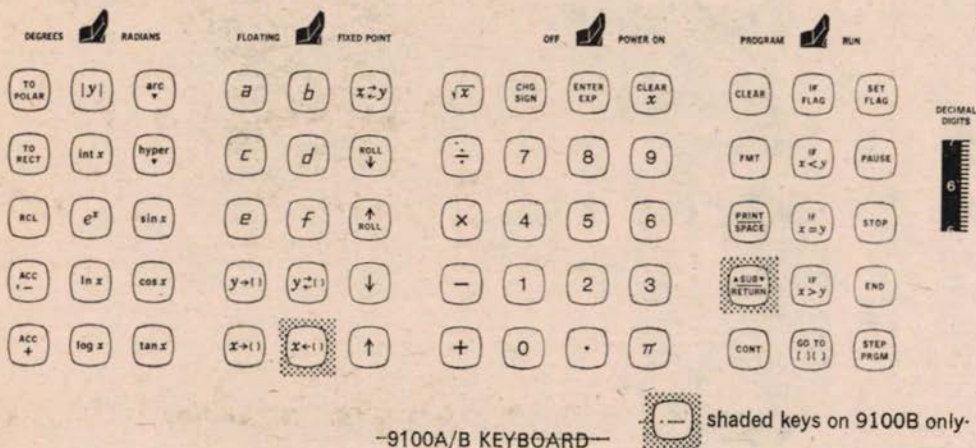 DEGREES RADIANS FLOATING FIXED POINT OFF POWER ON PROGRAM RUN
TO POLAR |y| arc ▾ a b x⇄y √x CHG SIGN ENTER EXP CLEAR x CLEAR IF FLAG SET FLAG
DECIMAL DIGITS
TO RECT int x hyper ▾ c d ROLL ↓ ÷ 7 8 9 FMT IF x<y PAUSE
6
RCL eˣ sin x e f ↑ ROLL × 4 5 6 PRINT SPACE IF x=y STOP
ACC − ln x cos x y→() y⇄() ↓ − 1 2 3 SUB RETURN IF x>y END
ACC + log x tan x x→() x←() ↑ + 0 · π CONT GO TO ( )( ) STEP PRGM
shaded keys on 9100B only
9100A/B KEYBOARD